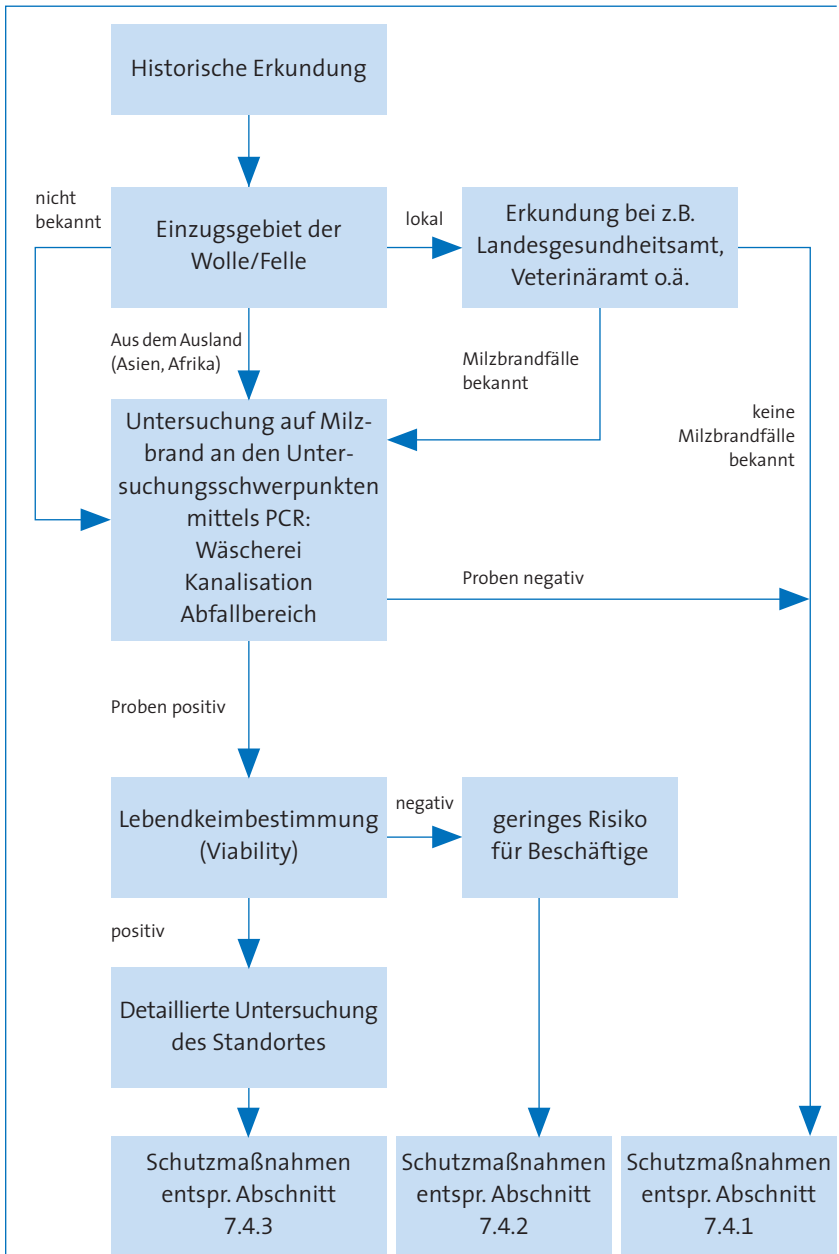 Historische Erkundung
nicht
bekannt
Einzugsgebiet der
Wolle/Felle
lokal
Erkundung bei z.B.
Landesgesundheitsamt,
Veterinäramt o.ä.
Aus dem Ausland
(Asien, Afrika)
Milzbrandfälle
bekannt
keine
Milzbrandfälle
bekannt
Untersuchung auf Milz-
brand an den Unter-
suchungsschwerpunkten
mittels PCR:
Wäscherei
Kanalisation
Abfallbereich
Proben negativ
Proben positiv
Lebendkeimbestimmung
(Viability)
negativ
geringes Risiko
für Beschäftige
positiv
Detaillierte Untersuchung
des Standortes
Schutzmaßnahmen
entspr. Abschnitt
7.4.3
Schutzmaßnahmen
entspr. Abschnitt
7.4.2
Schutzmaßnahmen
entspr. Abschnitt
7.4.1